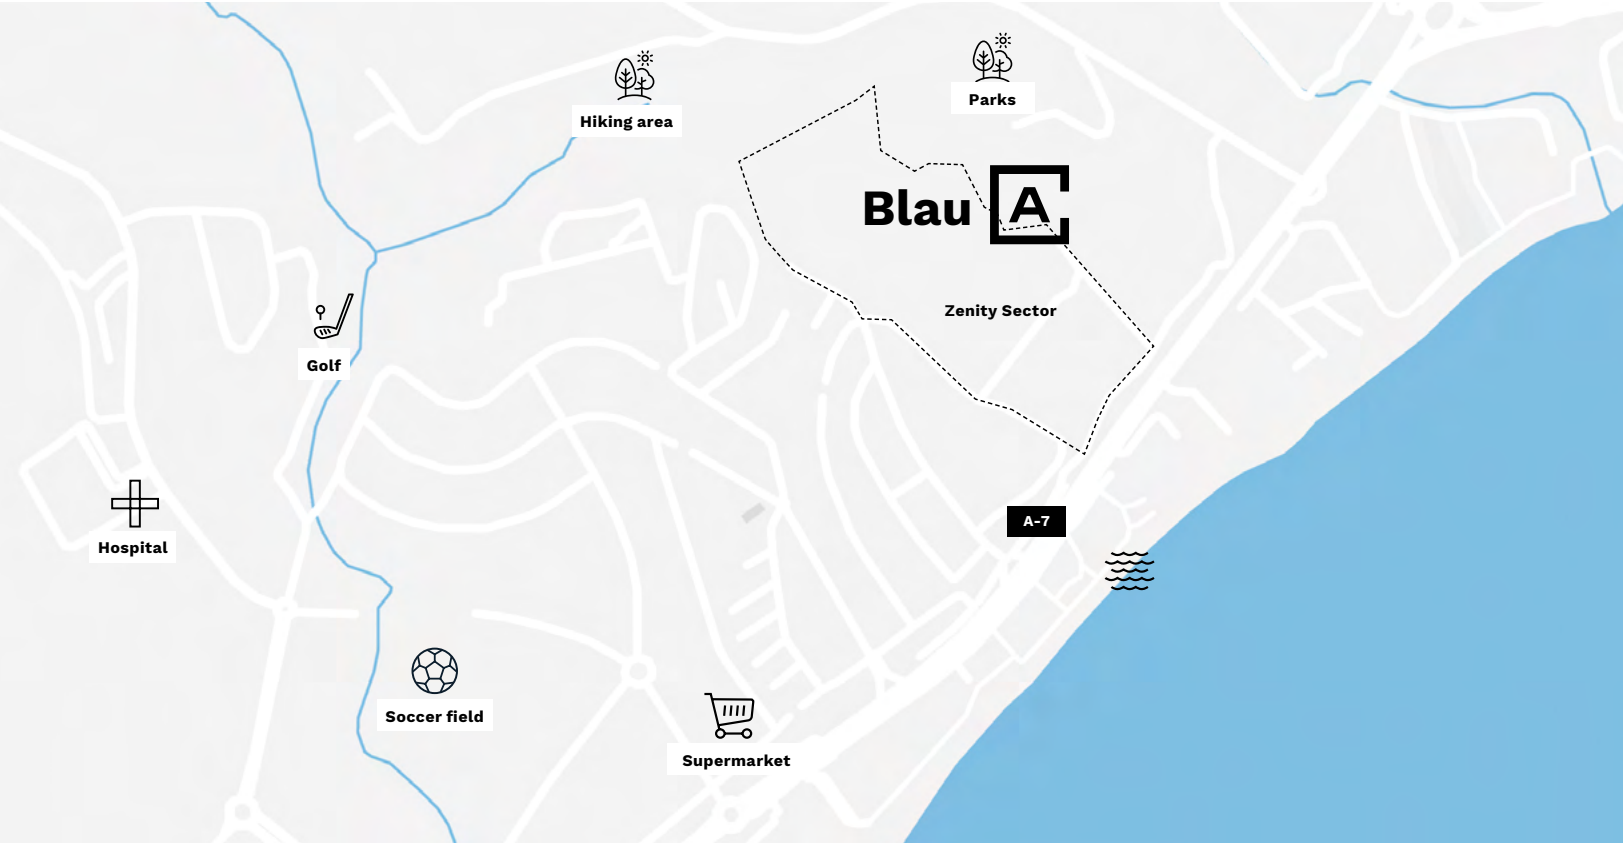 Parks
Hiking area
Blau A
Zenity Sector
Golf
A-7
Hospital
Soccer field
Supermarket